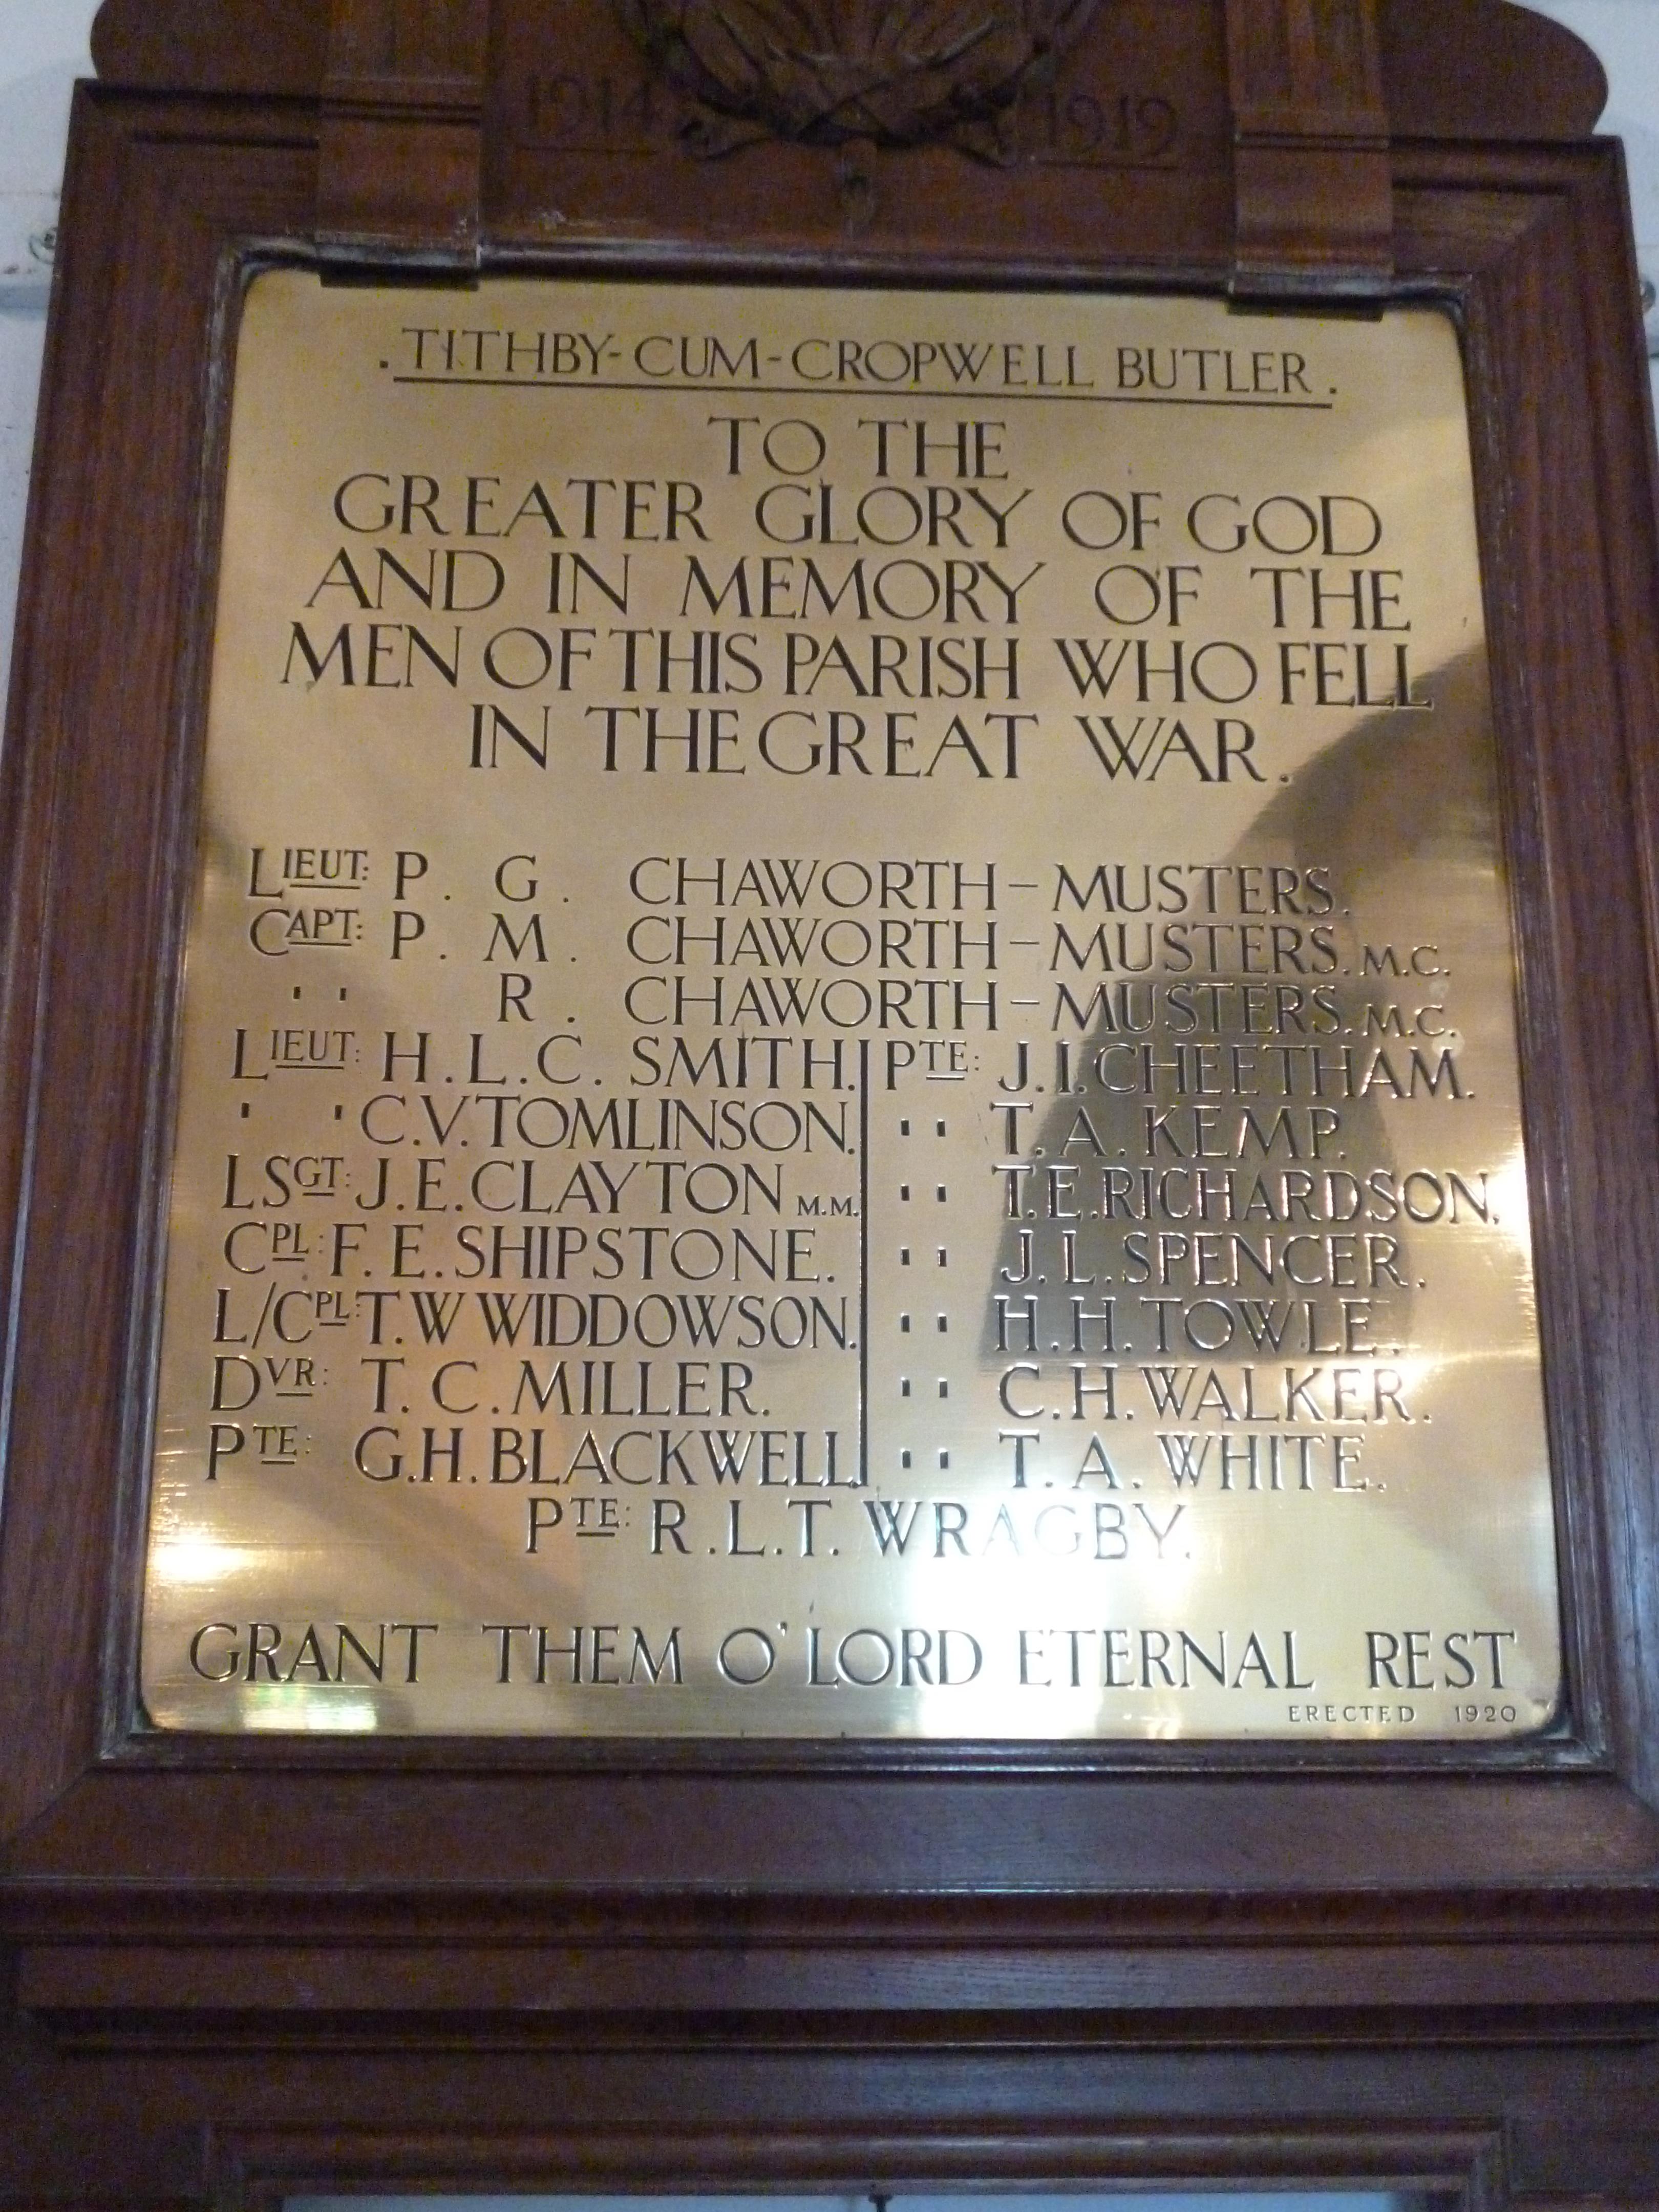 1914 1919
. TITHBY-CUM-CROPWELL BUTLER .
TO THE
GREATER GLORY OF GOD
AND IN MEMORY OF THE
MEN OF THIS PARISH WHO FELL
IN THE GREAT WAR.
LIEUT: P. G. CHAWORTH-MUSTERS.
CAPT: P. M. CHAWORTH-MUSTERS. M.C.
" R. CHAWORTH-MUSTERS. M.C.
LIEUT: H.L.C. SMITH. PTE: J.I. CHEETHAM.
" C.V. TOMLINSON. " T. A. KEMP.
LSGT: J.E. CLAYTON M.M. " T.E. RICHARDSON.
CPL: F. E. SHIPSTONE. " J. L. SPENCER.
L/CPL: T.W WIDDOWSON. " H.H. TOWLE.
DVR: T. C. MILLER. " C.H. WALKER.
PTE: G.H. BLACKWELL. " T. A. WHITE.
PTE: R.L.T. WRAGBY.
GRANT THEM O' LORD ETERNAL REST
ERECTED 1920